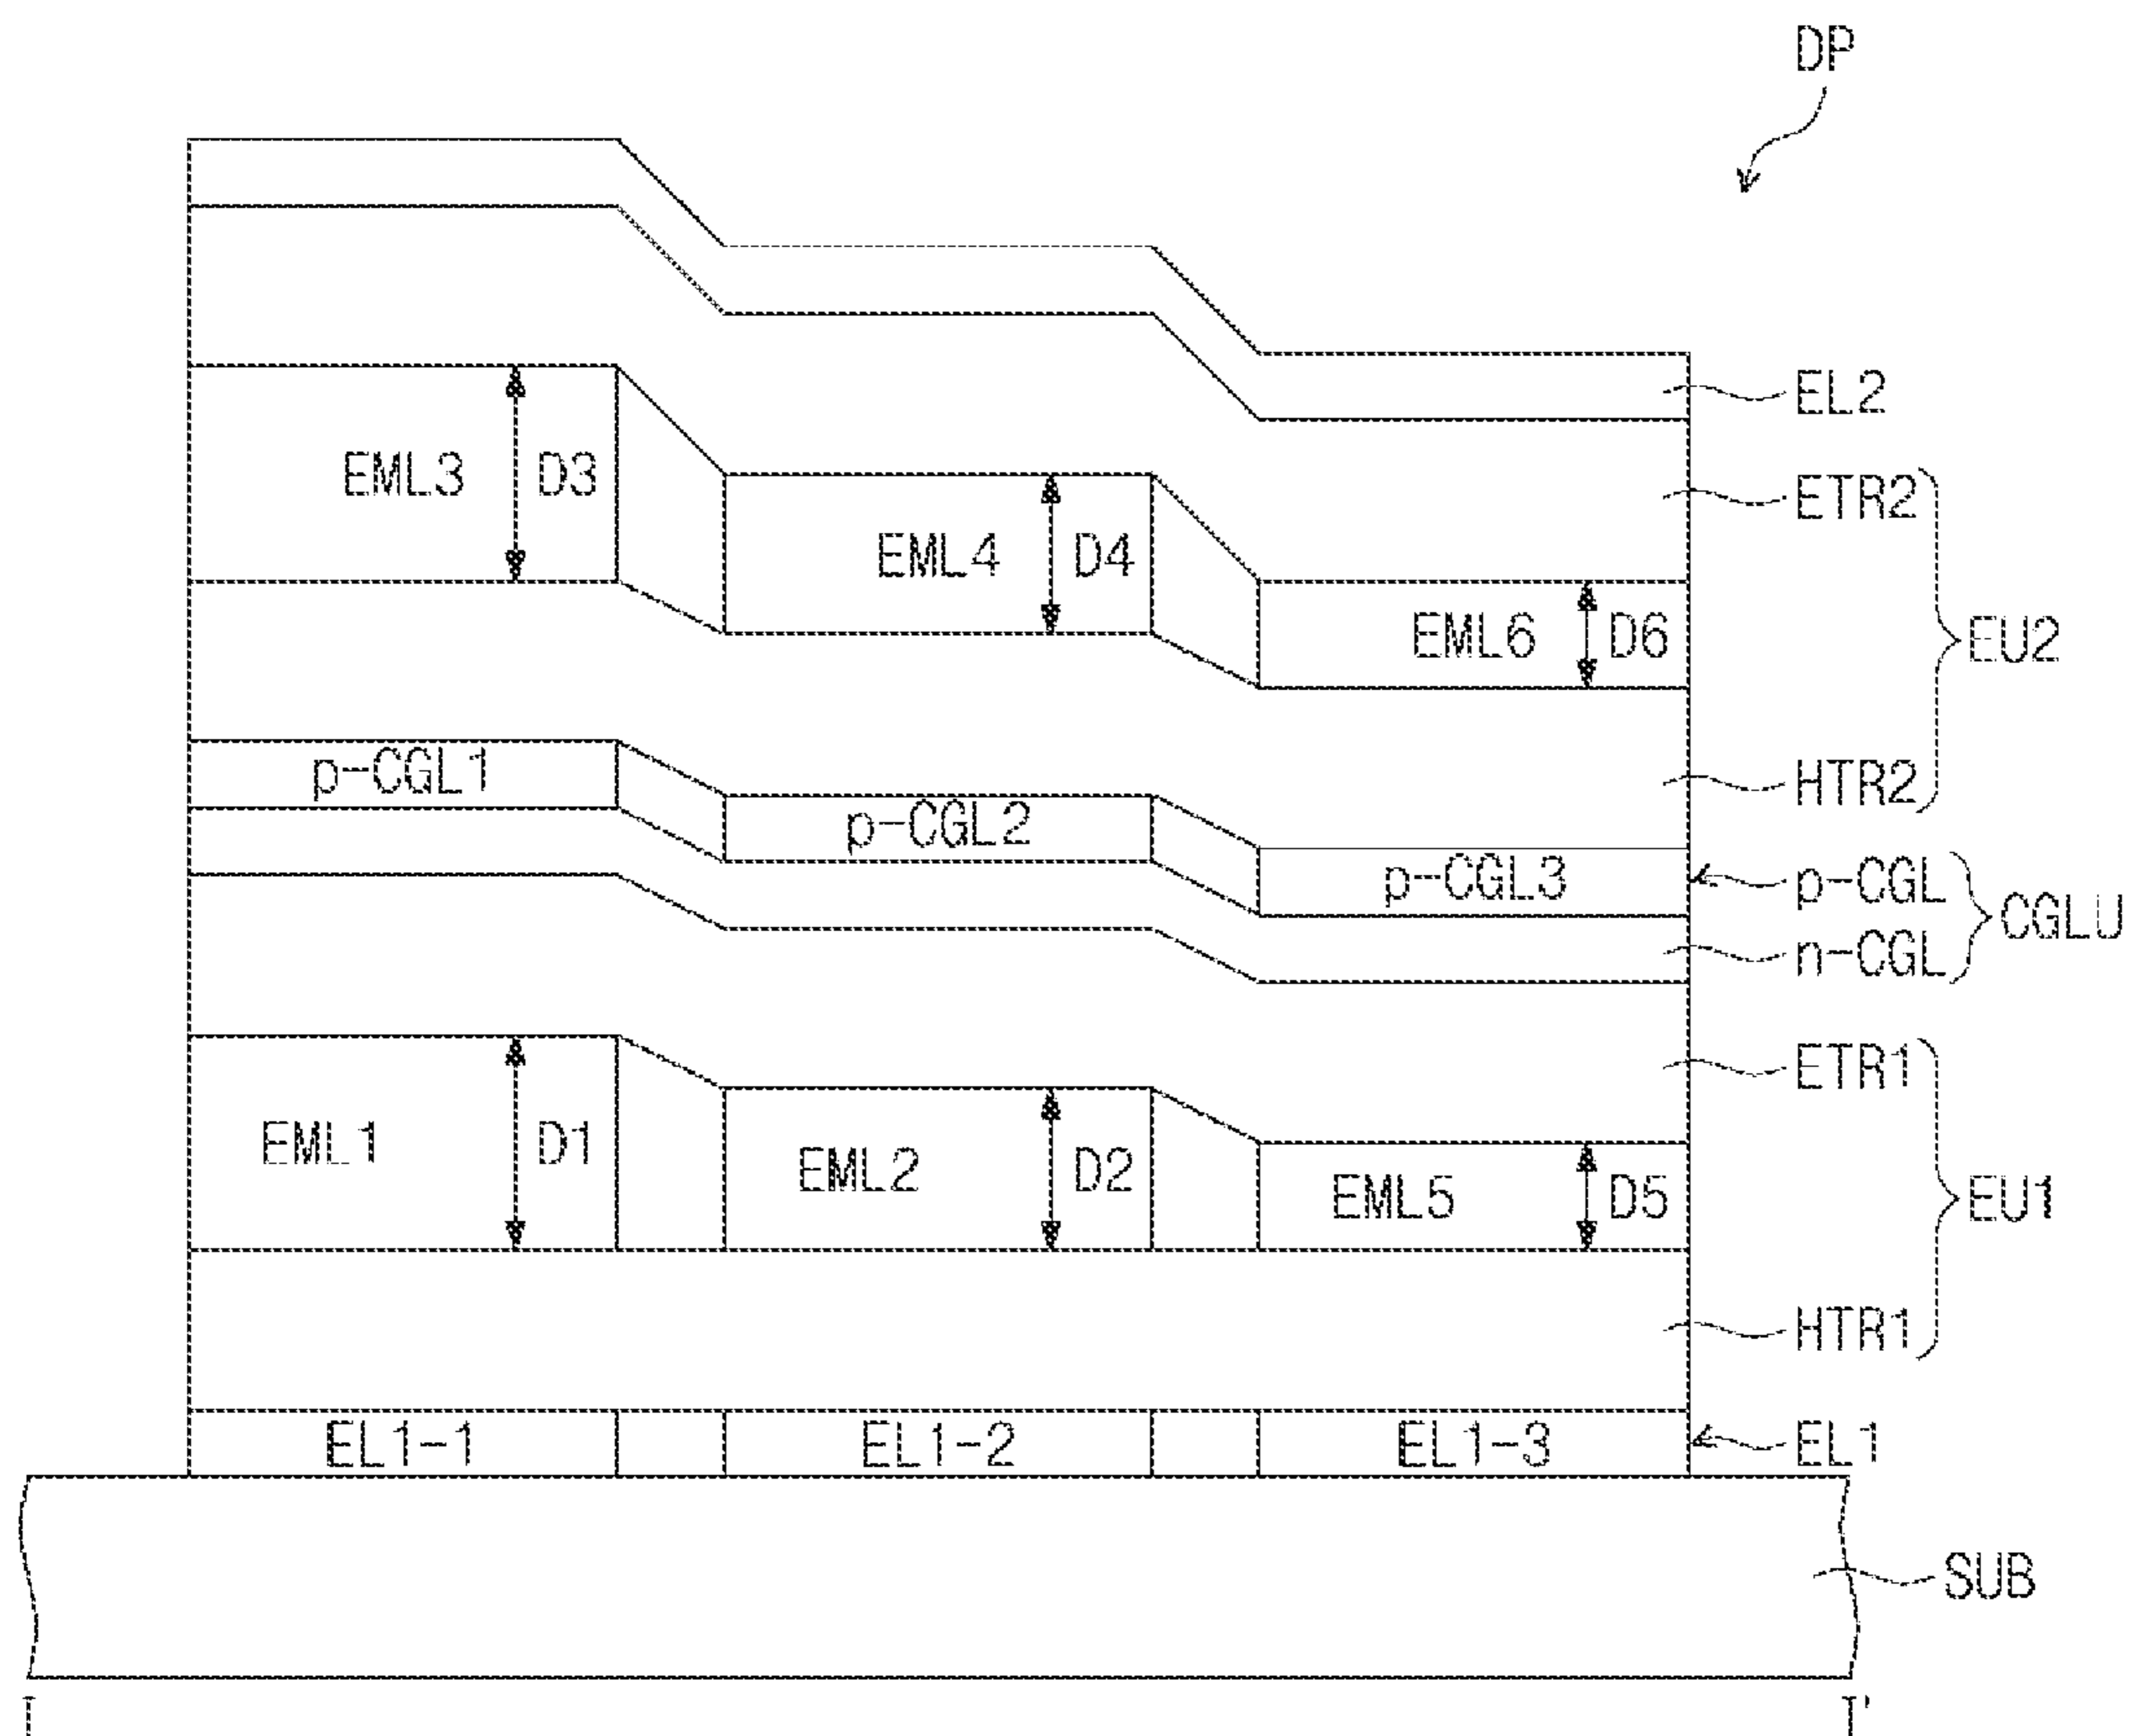 DP
EL2
EML3 D3
ETR2
EML4 D4
EML6 D6
EU2
p-CGL1
HTR2
p-CGL2
p-CGL3
p-CGL
CGLU
n-CGL
ETR1
EML1 D1
EML2 D2
EML5 D5
EU1
HTR1
EL1-1 EL1-2 EL1-3
EL1
SUB